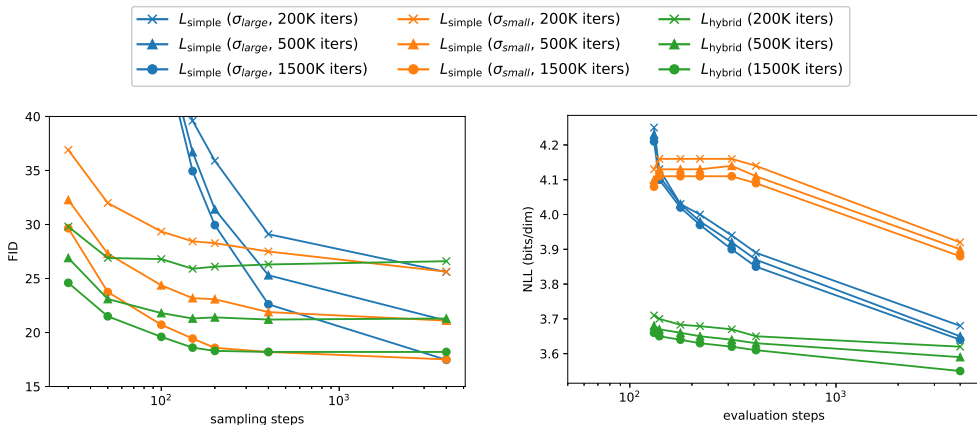 L_simple (σ_large, 200K iters) L_simple (σ_small, 200K iters) L_hybrid (200K iters)
L_simple (σ_large, 500K iters) L_simple (σ_small, 500K iters) L_hybrid (500K iters)
L_simple (σ_large, 1500K iters) L_simple (σ_small, 1500K iters) L_hybrid (1500K iters)
FID
40
35
30
25
20
15
10²
10³
sampling steps
NLL (bits/dim)
4.2
4.1
4.0
3.9
3.8
3.7
3.6
10²
10³
evaluation steps